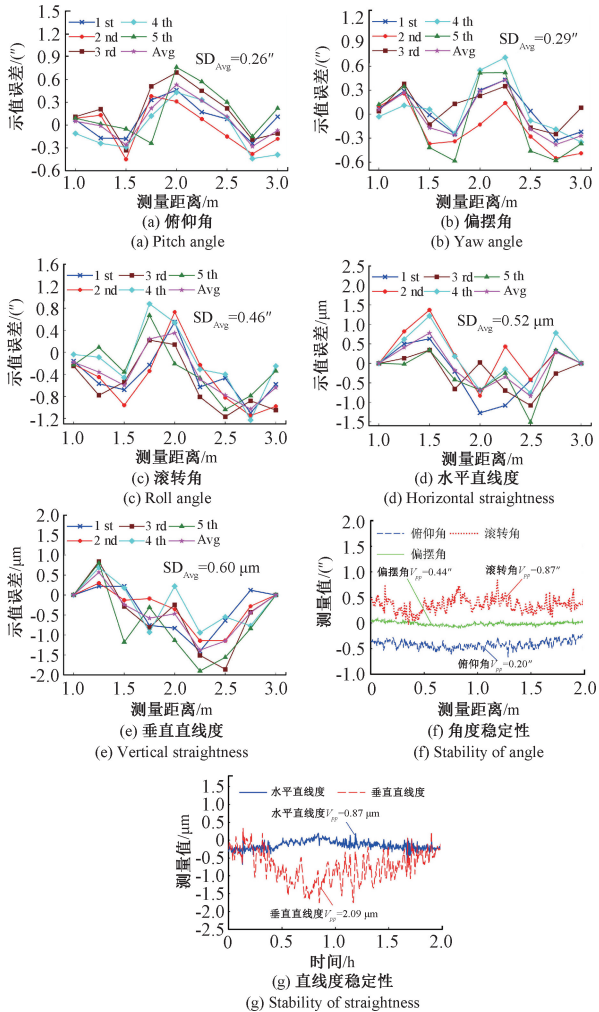 1 st 4 th
2 nd 5 th
3 rd Avg
SDAvg=0.26″
示值误差/(″)
1.2
0.9
0.6
0.3
0
-0.3
-0.6
1.0 1.5 2.0 2.5 3.0
测量距离/m
(a) 俯仰角
(a) Pitch angle
1 st 4 th
2 nd 5 th
3 rd Avg
SDAvg=0.29″
示值误差/(″)
1.2
0.9
0.6
0.3
0
-0.3
-0.6
1.0 1.5 2.0 2.5 3.0
测量距离/m
(b) 偏摆角
(b) Yaw angle
1 st 3 rd 5 th
2 nd 4 th Avg
SDAvg=0.46″
示值误差/(″)
1.6
1.2
0.8
0.4
0
-0.4
-0.8
-1.2
1.0 1.5 2.0 2.5 3.0
测量距离/m
(c) 滚转角
(c) Roll angle
1 st 3 rd 5 th
2 nd 4 th Avg
SDAvg=0.52 μm
示值误差/μm
2.5
2.0
1.5
1.0
0.5
0
-0.5
-1.0
-1.5
1.0 1.5 2.0 2.5 3.0
测量距离/m
(d) 水平直线度
(d) Horizontal straightness
1 st 3 rd 5 th
2 nd 4 th Avg
SDAvg=0.60 μm
示值误差/μm
2.0
1.5
1.0
0.5
0
-0.5
-1.0
-1.5
-2.0
1.0 1.5 2.0 2.5 3.0
测量距离/m
(e) 垂直直线度
(e) Vertical straightness
俯仰角 滚转角
偏摆角
偏摆角Vpp=0.44″
滚转角Vpp=0.87″
俯仰角Vpp=0.20″
测量值/(″)
2.0
1.5
1.0
0.5
0
-0.5
-1.0
0 0.5 1.0 1.5 2.0
测量距离/m
(f) 角度稳定性
(f) Stability of angle
水平直线度 垂直直线度
水平直线度Vpp=0.87 μm
垂直直线度Vpp=2.09 μm
测量值/μm
1.5
1.0
0.5
0
-0.5
-1.0
-1.5
-2.0
-2.5
0 0.5 1.0 1.5 2.0
时间/h
(g) 直线度稳定性
(g) Stability of straightness